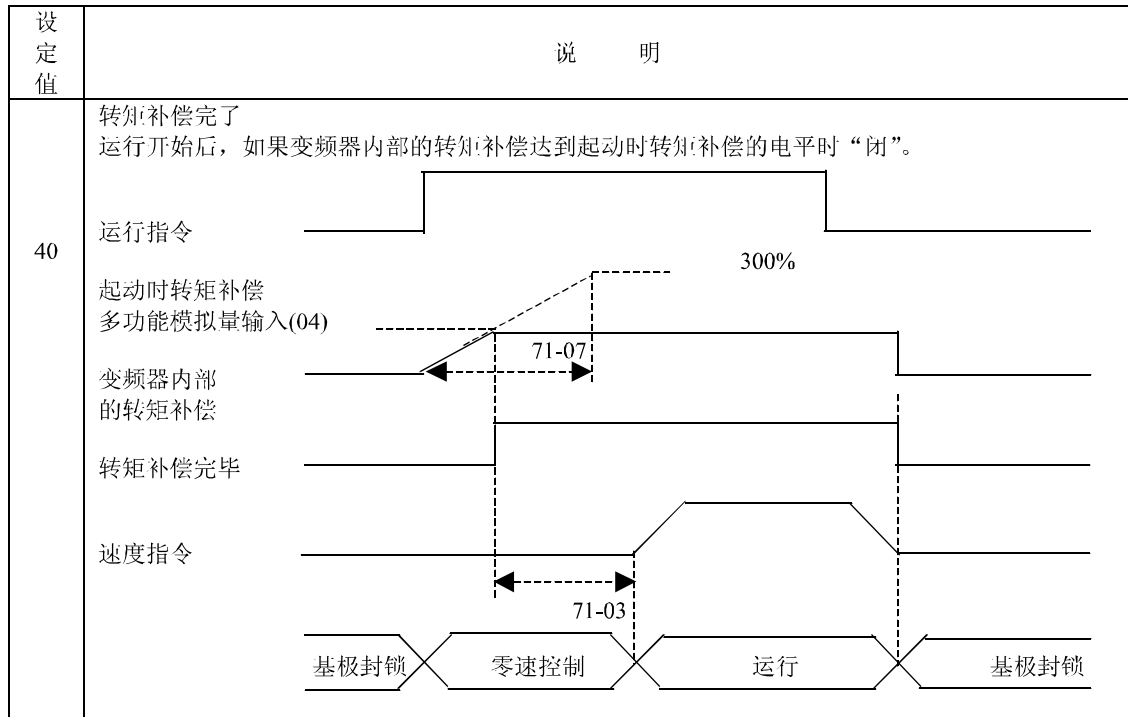 设
定
值
说 明
40
转矩补偿完了
运行开始后，如果变频器内部的转矩补偿达到起动时转矩补偿的电平时“闭”。
运行指令
300%
起动时转矩补偿
多功能模拟量输入(04)
71-07
变频器内部
的转矩补偿
转矩补偿完毕
速度指令
71-03
基极封锁 零速控制 运行 基极封锁